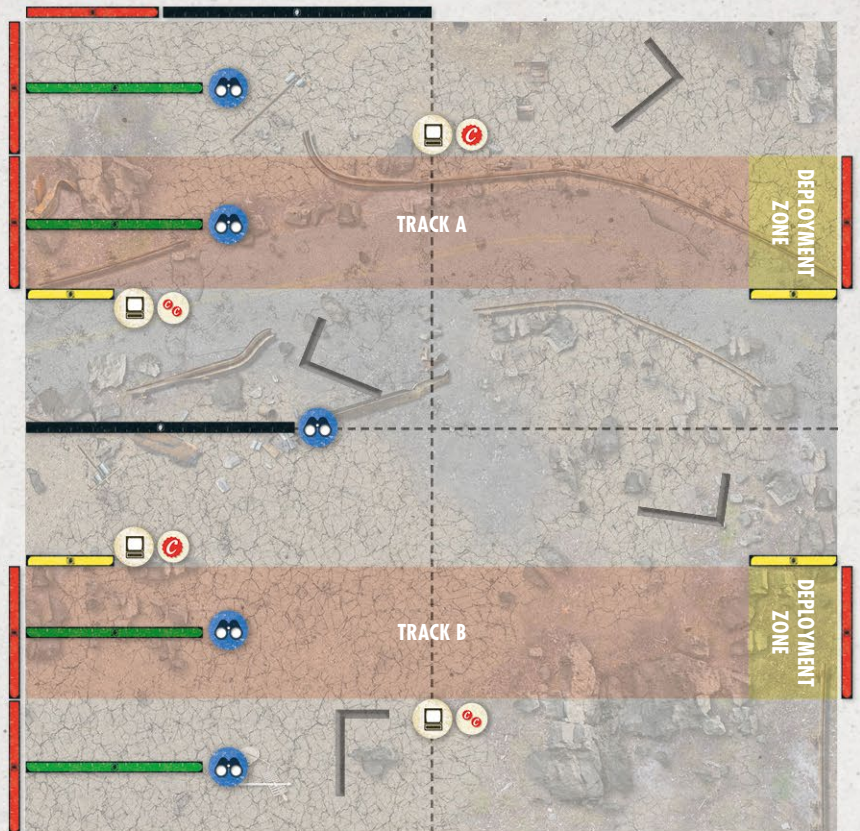 C
TRACK A
DEPLOYMENT
ZONE
C C
C
TRACK B
DEPLOYMENT
ZONE
C C